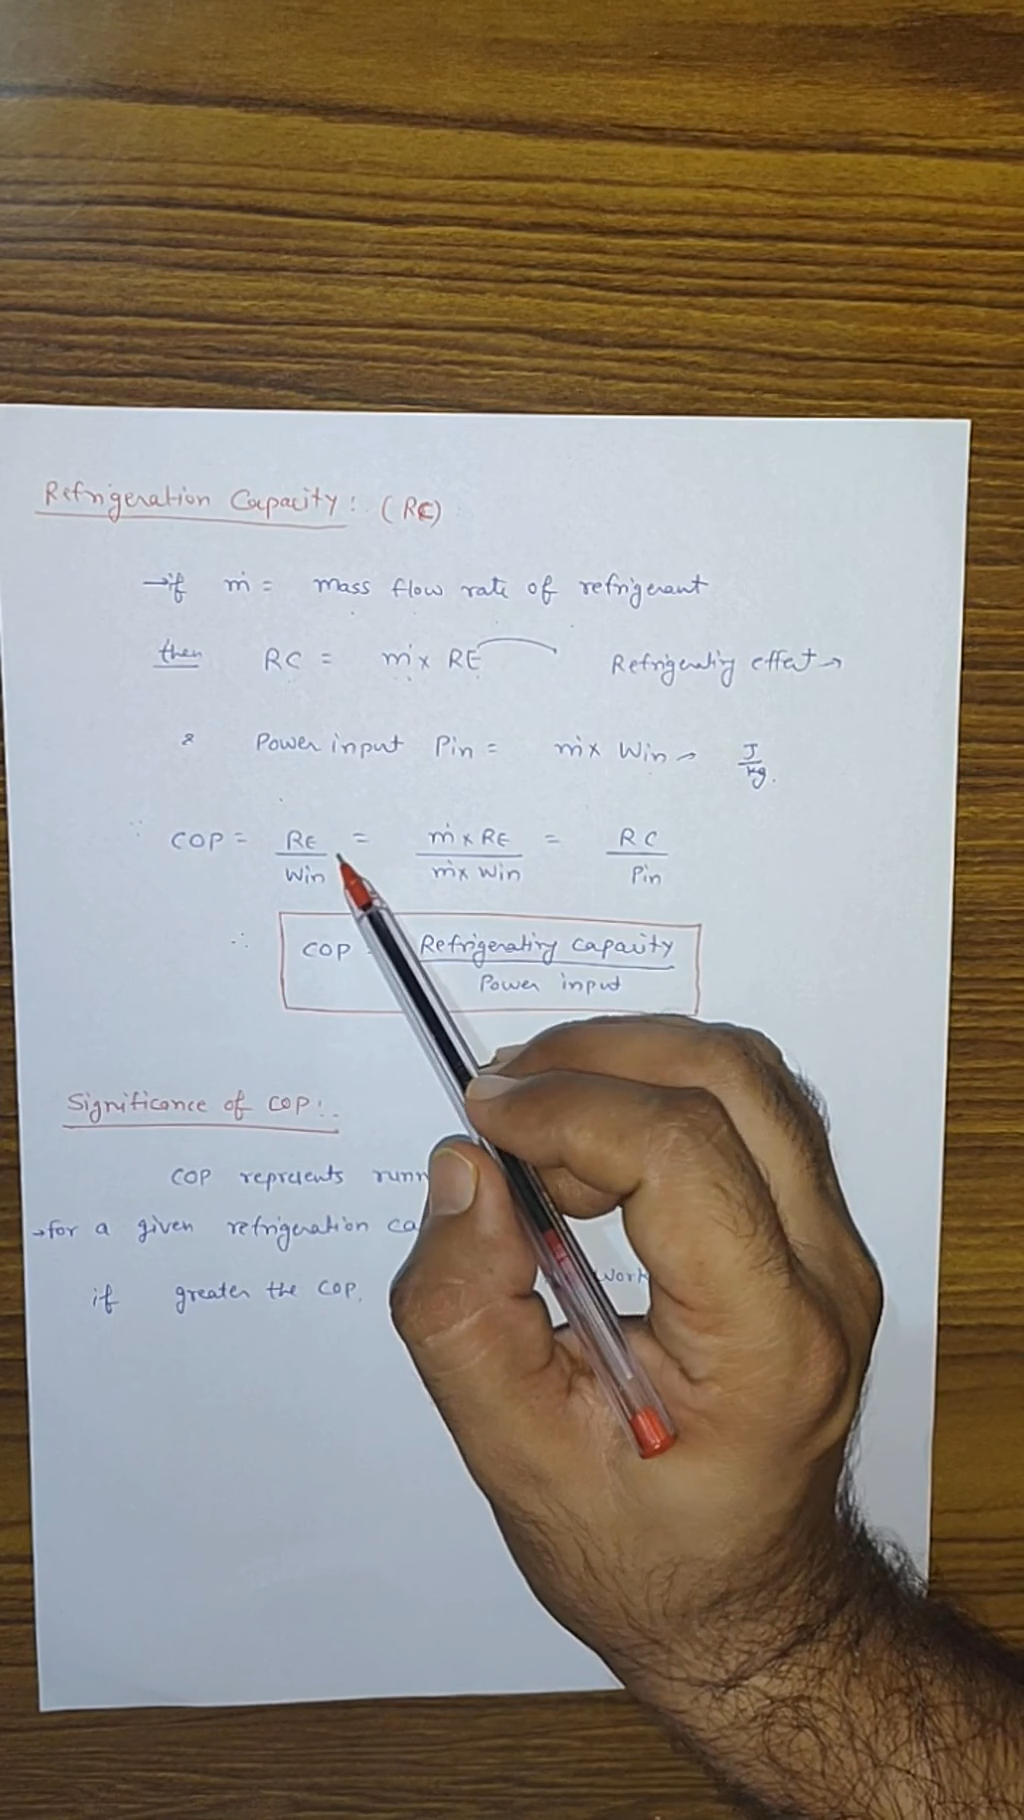 Refrigeration Capacity: (RC)
→if ṁ = mass flow rate of refrigerant
then RC = ṁ x RE Refrigerating effect →
& Power input Pin = ṁ x Win → J/kg.
∵ COP = RE/Win = ṁ x RE/ṁ x Win = RC/Pin
∴ COP = Refrigerating capacity/Power input
Significance of COP:
COP represents
→for a given refrigeration
if greater the COP, work